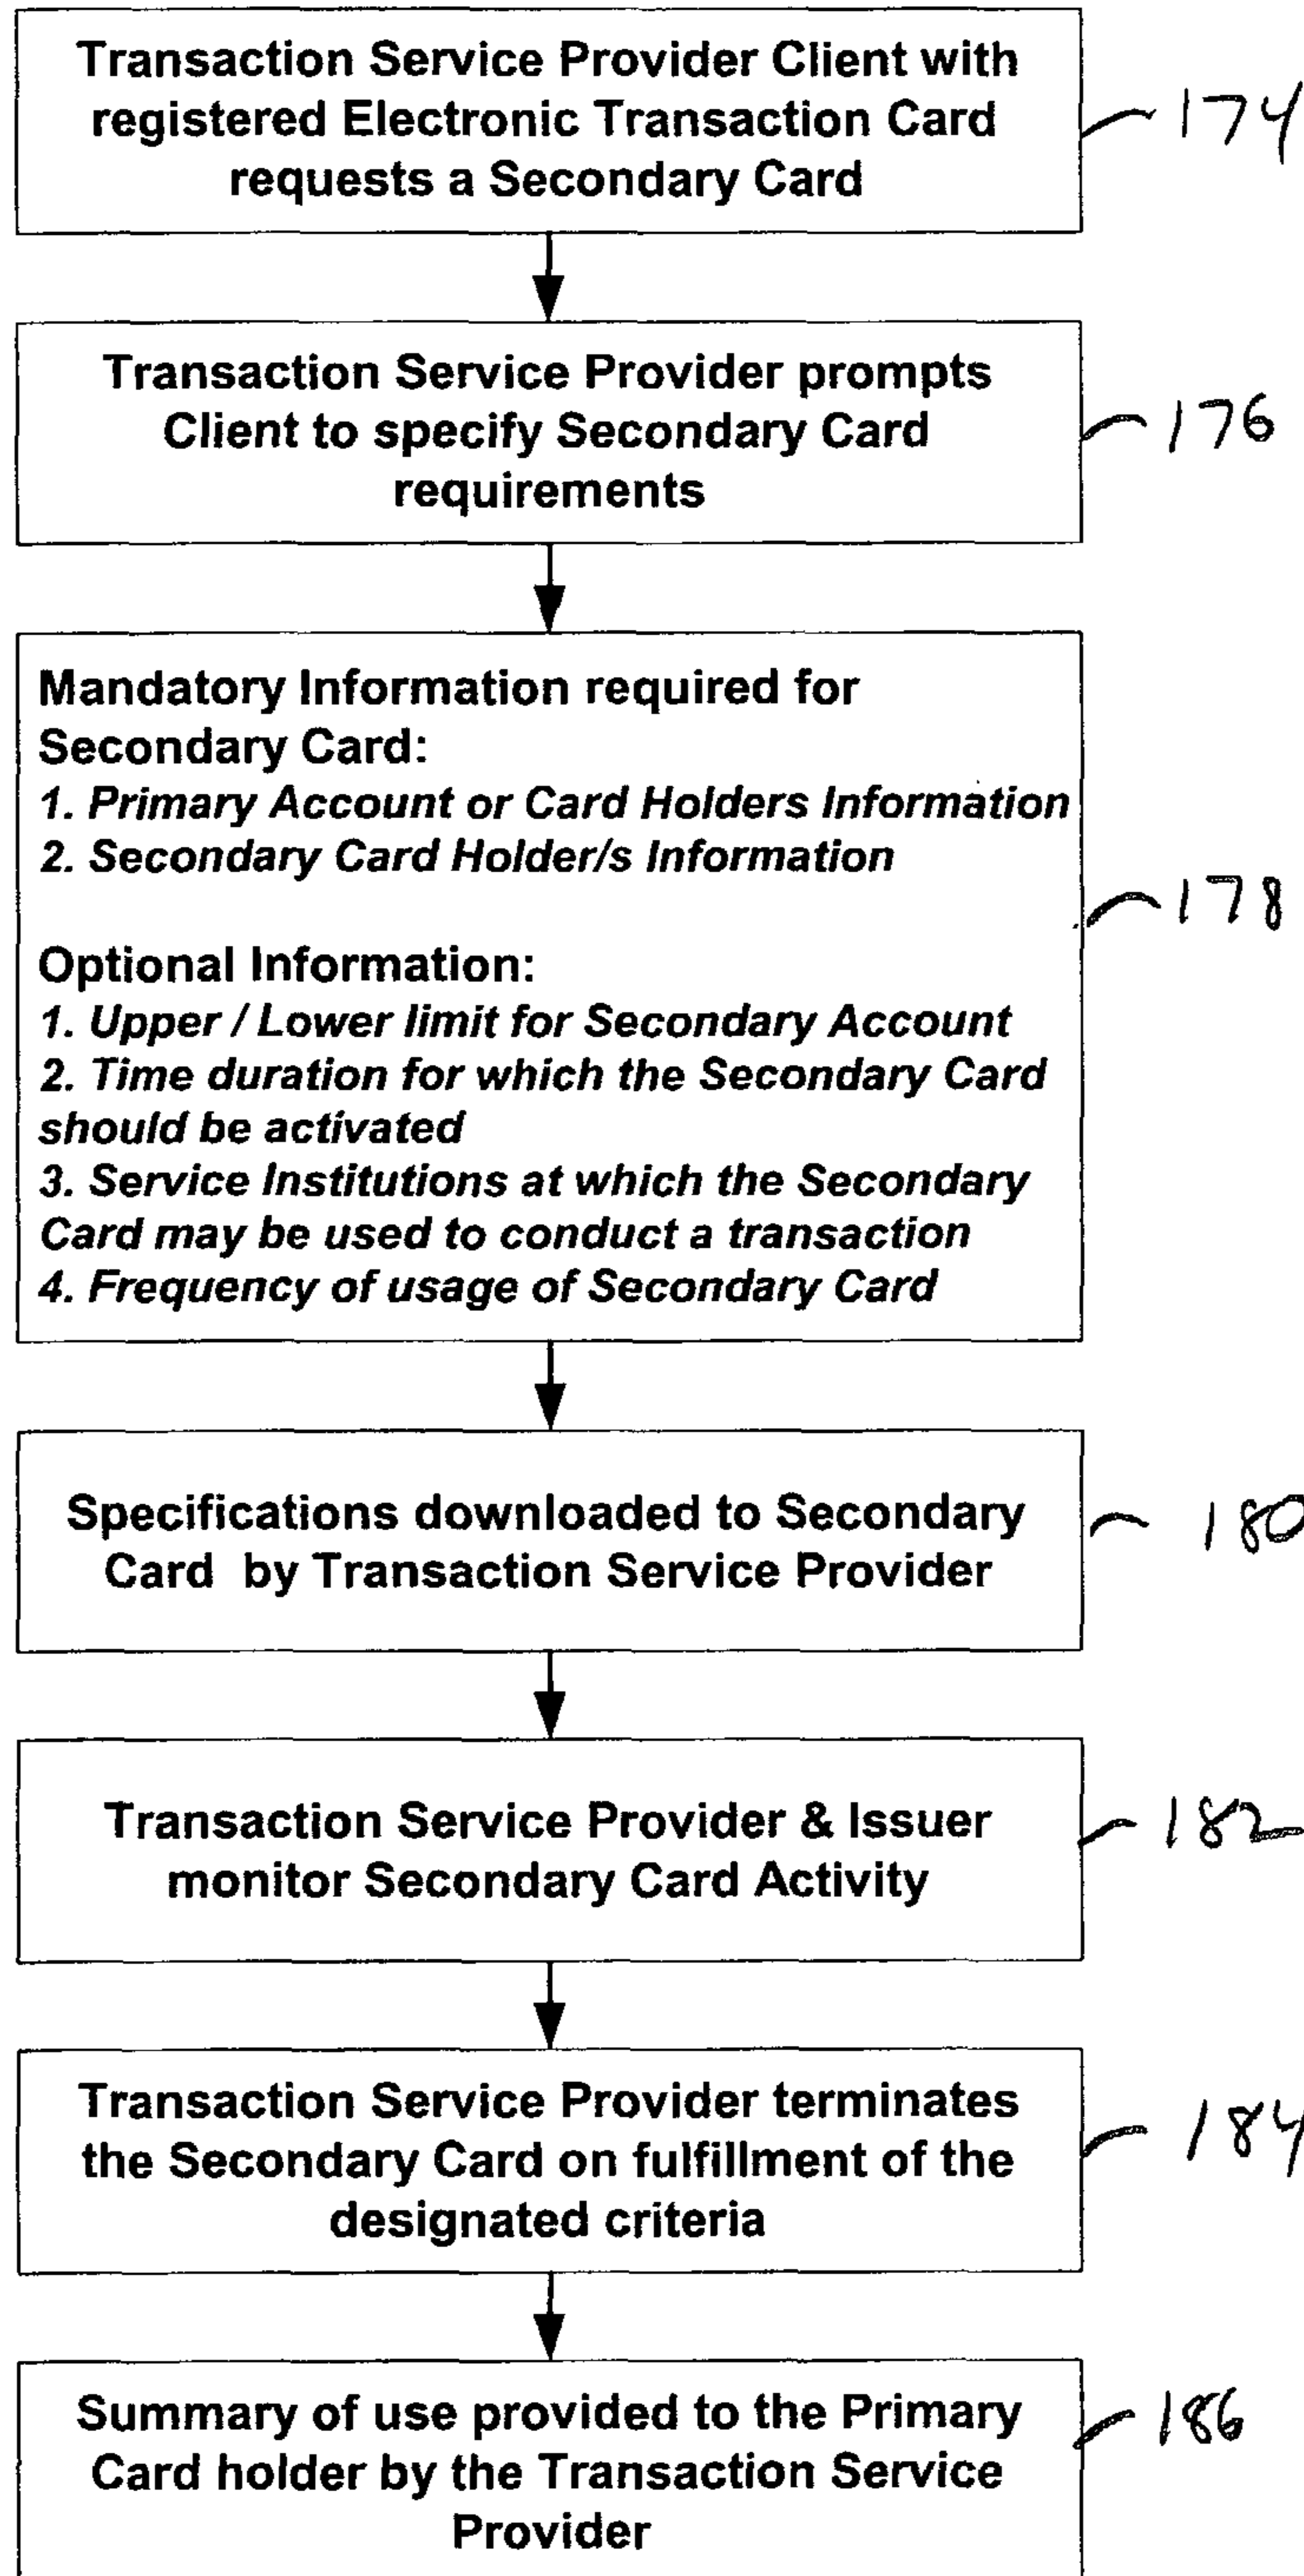 Transaction Service Provider Client with
registered Electronic Transaction Card
requests a Secondary Card
174
Transaction Service Provider prompts
Client to specify Secondary Card
requirements
176
Mandatory Information required for
Secondary Card:
1. Primary Account or Card Holders Information
2. Secondary Card Holder/s Information
Optional Information:
1. Upper / Lower limit for Secondary Account
2. Time duration for which the Secondary Card
should be activated
3. Service Institutions at which the Secondary
Card may be used to conduct a transaction
4. Frequency of usage of Secondary Card
178
Specifications downloaded to Secondary
Card by Transaction Service Provider
180
Transaction Service Provider & Issuer
monitor Secondary Card Activity
182
Transaction Service Provider terminates
the Secondary Card on fulfillment of the
designated criteria
184
Summary of use provided to the Primary
Card holder by the Transaction Service
Provider
186